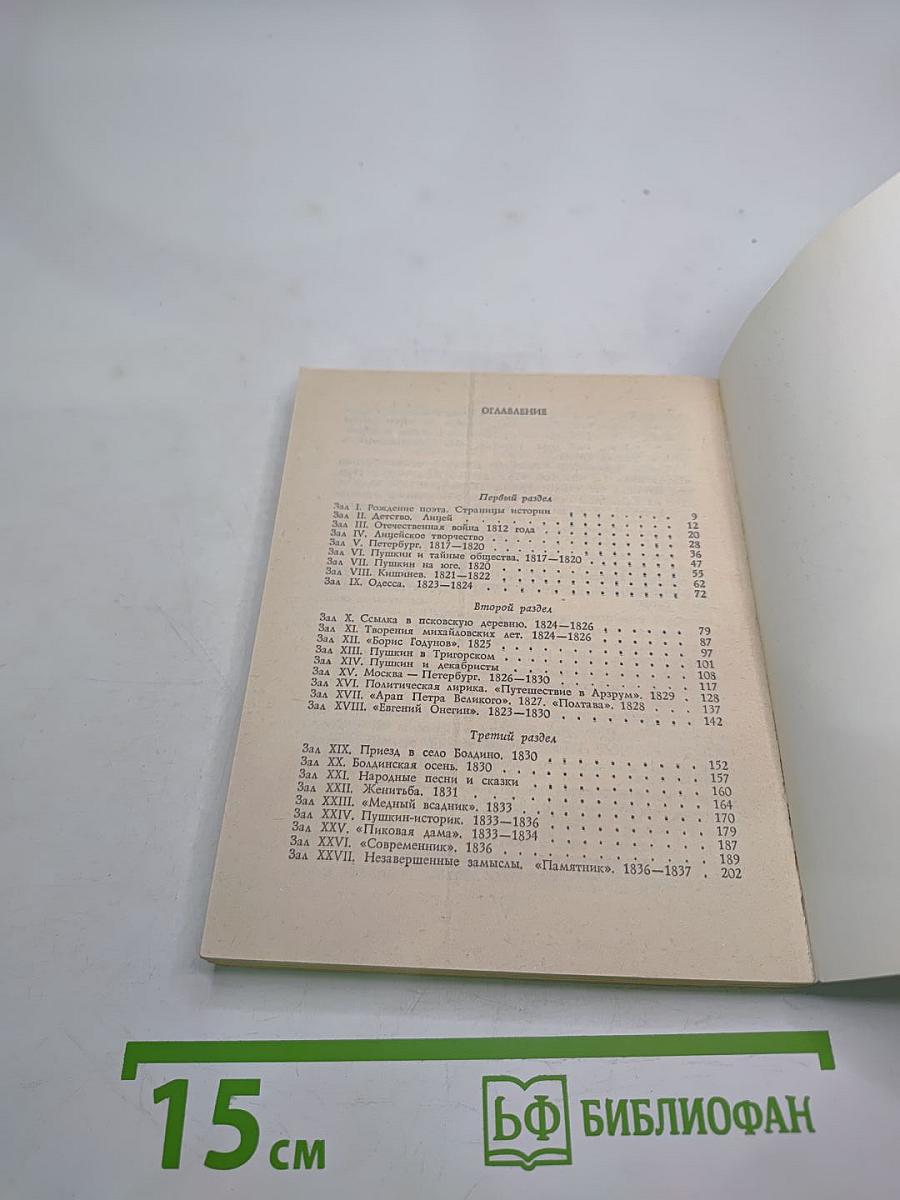 ОГЛАВЛЕНИЕ
Первый раздел
Зал I. Рождение поэта. Страницы истории 9
Зал II. Детство. Лицей 12
Зал III. Отечественная война 1812 года 20
Зал IV. Лицейское творчество 28
Зал V. Петербург. 1817—1820 36
Зал VI. Пушкин и тайные общества. 1817—1820 47
Зал VII. Пушкин на юге. 1820 55
Зал VIII. Кишинев. 1821—1822 62
Зал IX. Одесса. 1823—1824 72
Второй раздел
Зал X. Ссылка в псковскую деревню. 1824—1826 79
Зал XI. Творения михайловских лет. 1824—1826 87
Зал XII. «Борис Годунов». 1825 97
Зал XIII. Пушкин в Тригорском 101
Зал XIV. Пушкин и декабристы 108
Зал XV. Москва — Петербург. 1826—1830 117
Зал XVI. Политическая лирика. «Путешествие в Арзрум». 1829 128
Зал XVII. «Арап Петра Великого». 1827. «Полтава». 1828 137
Зал XVIII. «Евгений Онегин». 1823—1830 142
Третий раздел
Зал XIX. Приезд в село Болдино. 1830 152
Зал XX. Болдинская осень. 1830 157
Зал XXI. Народные песни и сказки 160
Зал XXII. Женитьба. 1831 164
Зал XXIII. «Медный всадник». 1833 170
Зал XXIV. Пушкин-историк. 1833—1836 179
Зал XXV. «Пиковая дама». 1833—1834 187
Зал XXVI. «Современник». 1836 189
Зал XXVII. Незавершенные замыслы. «Памятник». 1836—1837 202
15 см
БФ БИБЛИОФАН